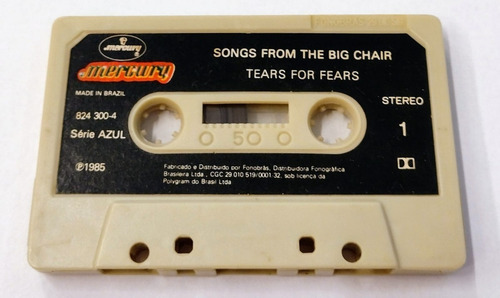 mercury
SONGS FROM THE BIG CHAIR
mercury
TEARS FOR FEARS
MADE IN BRAZIL
STEREO
824 300-4
1
Série AZUL
50
℗1985
Fabricado e Distribuido por Fonobrás, Distribuidora Fonográfica
Brasileira Ltda., CGC 29 010 519/0001 32. sob licença da
Polygram do Brasil Ltda